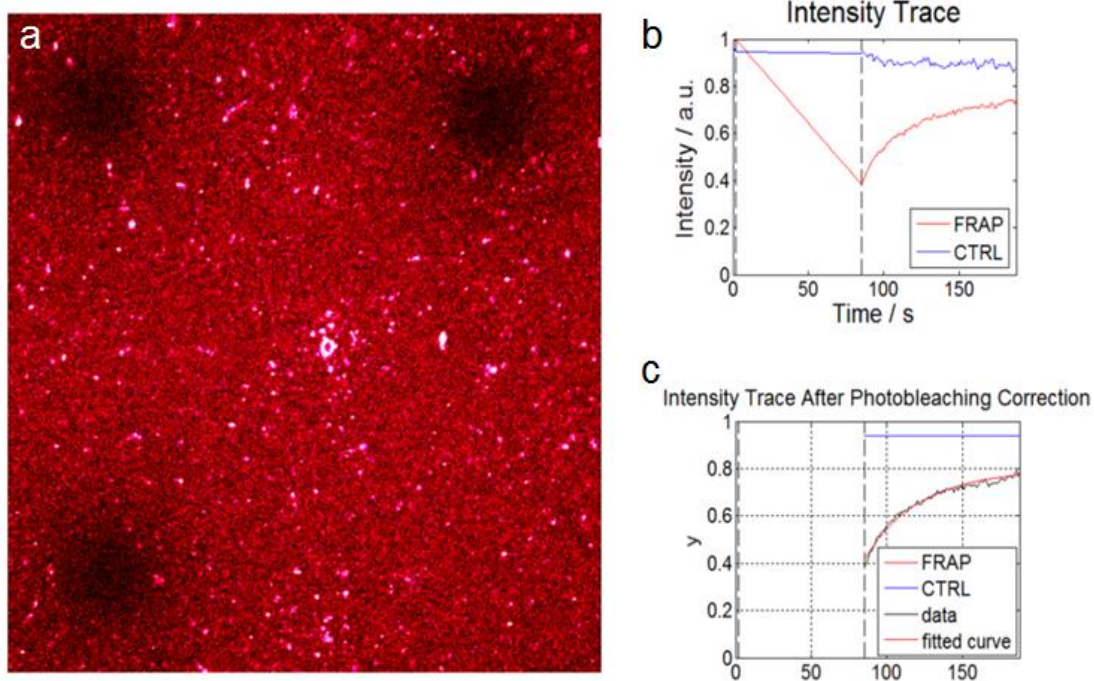 a
b
Intensity Trace
1
0.8
0.6
0.4
0.2
0
Intensity / a.u.
0 50 100 150
Time / s
FRAP
CTRL
c
Intensity Trace After Photobleaching Correction
1
0.8
0.6
0.4
0.2
0
y
0 50 100 150
FRAP
CTRL
data
fitted curve